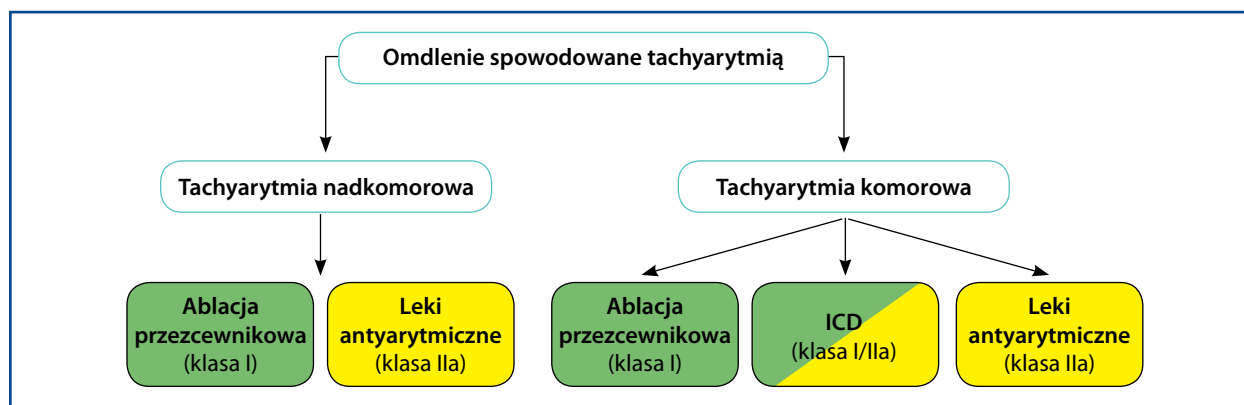 Omdlenie spowodowane tachyarytmią
Tachyarytmia nadkomorowa
Tachyarytmia komorowa
Ablacja
przezcewnikowa
(klasa I)
Leki
antyarytmiczne
(klasa IIa)
Ablacja
przezcewnikowa
(klasa I)
ICD
(klasa I/IIa)
Leki
antyarytmiczne
(klasa IIa)